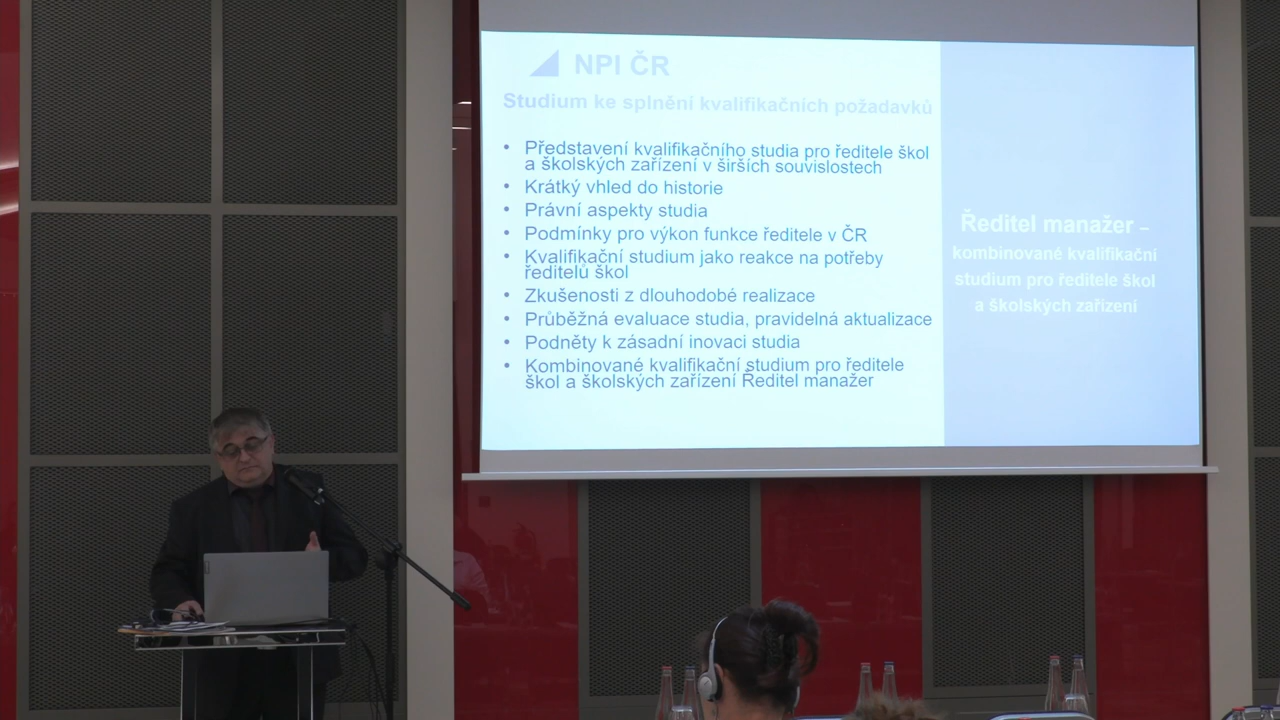 NPI ČR
Studium ke splnění kvalifikačních požadavků
• Představení kvalifikačního studia pro ředitele škol
a školských zařízení v širších souvislostech
• Krátký vhled do historie
• Právní aspekty studia
• Podmínky pro výkon funkce ředitele v ČR
• Kvalifikační studium jako reakce na potřeby
ředitelů škol
• Zkušenosti z dlouhodobé realizace
• Průběžná evaluace studia, pravidelná aktualizace
• Podněty k zásadní inovaci studia
• Kombinované kvalifikační studium pro ředitele
škol a školských zařízení Ředitel manažer
Ředitel manažer –
kombinované kvalifikační
studium pro ředitele škol
a školských zařízení